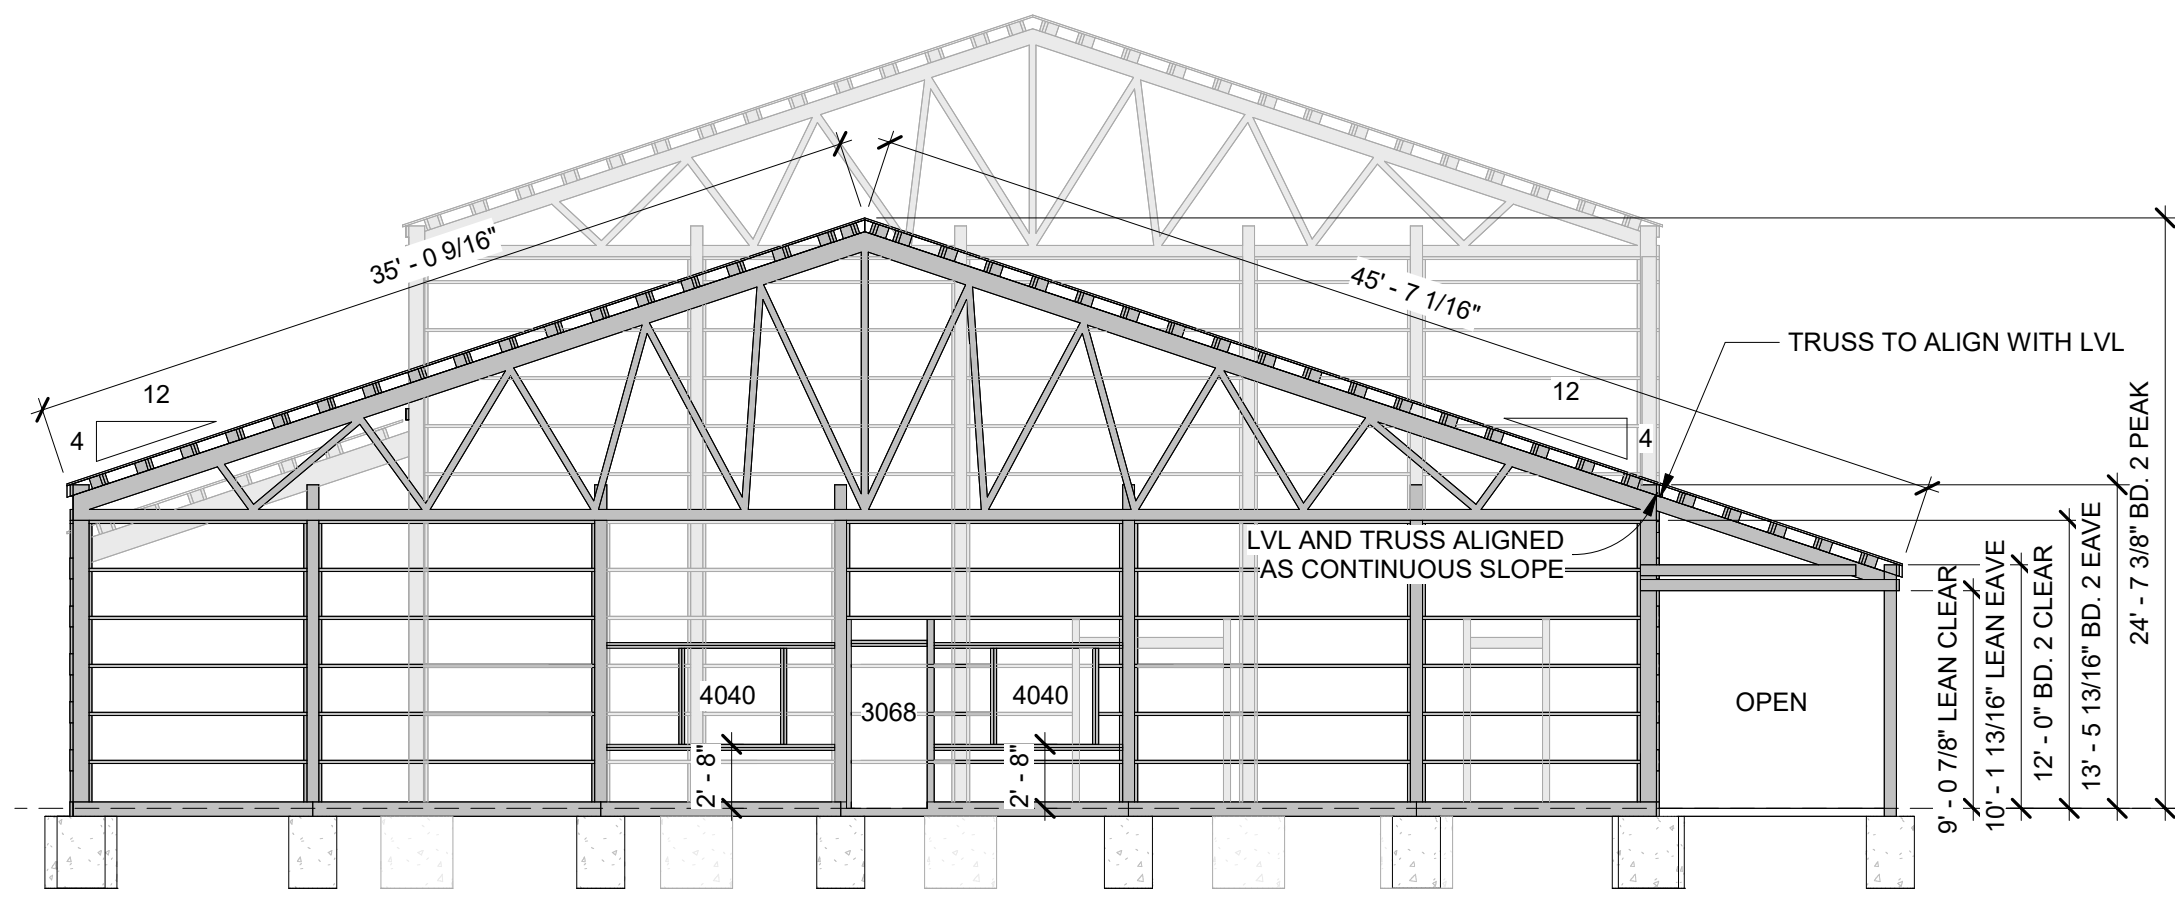 35' - 0 9/16"
45' - 7 1/16"
TRUSS TO ALIGN WITH LVL
12
4
12
4
LVL AND TRUSS ALIGNED
AS CONTINUOUS SLOPE
4040
3068
4040
OPEN
2' - 8"
2' - 8"
9' - 0 7/8" LEAN CLEAR
10' - 1 13/16" LEAN EAVE
12' - 0" BD. 2 CLEAR
13' - 5 13/16" BD. 2 EAVE
24' - 7 3/8" BD. 2 PEAK